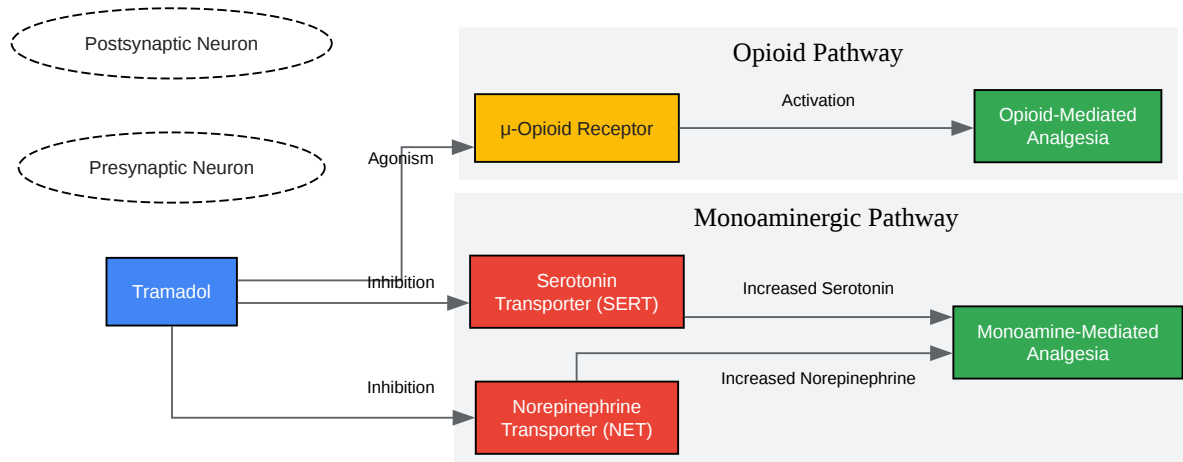 Postsynaptic Neuron
Presynaptic Neuron
Opioid Pathway
Agonism
μ-Opioid Receptor
Activation
Opioid-Mediated
Analgesia
Monoaminergic Pathway
Tramadol
Inhibition
Serotonin
Transporter (SERT)
Increased Serotonin
Monoamine-Mediated
Analgesia
Inhibition
Norepinephrine
Transporter (NET)
Increased Norepinephrine